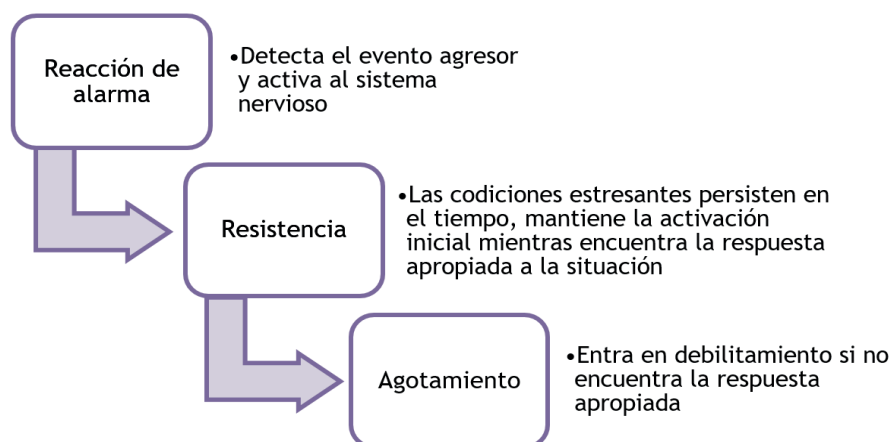 Reacción de
alarma
•Detecta el evento agresor
y activa al sistema
nervioso
Resistencia
•Las codiciones estresantes persisten en
el tiempo, mantiene la activación
inicial mientras encuentra la respuesta
apropiada a la situación
Agotamiento
•Entra en debilitamiento si no
encuentra la respuesta
apropiada